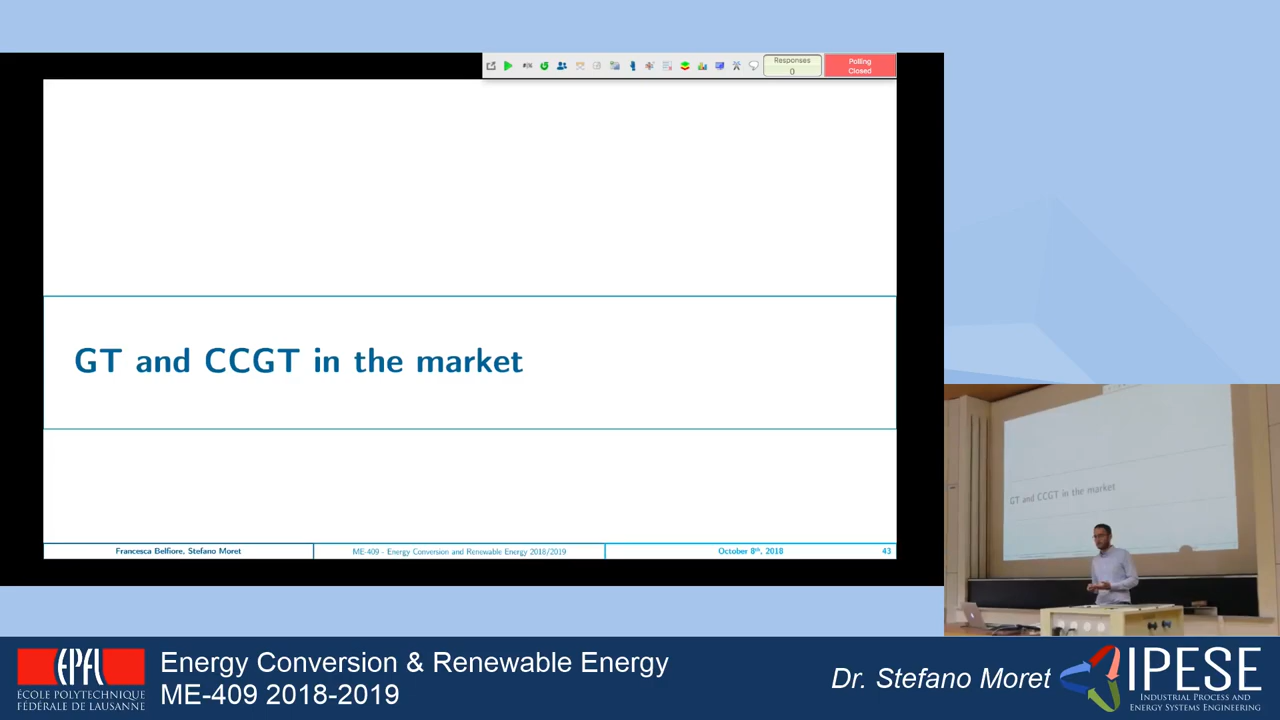 Responses
0
Polling
Closed
GT and CCGT in the market
Francesca Belfiore, Stefano Moret
ME-409 - Energy Conversion and Renewable Energy 2018/2019
October 8th, 2018
43
GT and CCGT in the market
EPFL
ÉCOLE POLYTECHNIQUE
FÉDÉRALE DE LAUSANNE
Energy Conversion & Renewable Energy
ME-409 2018-2019
Dr. Stefano Moret
IPESE
INDUSTRIAL PROCESS AND
ENERGY SYSTEMS ENGINEERING